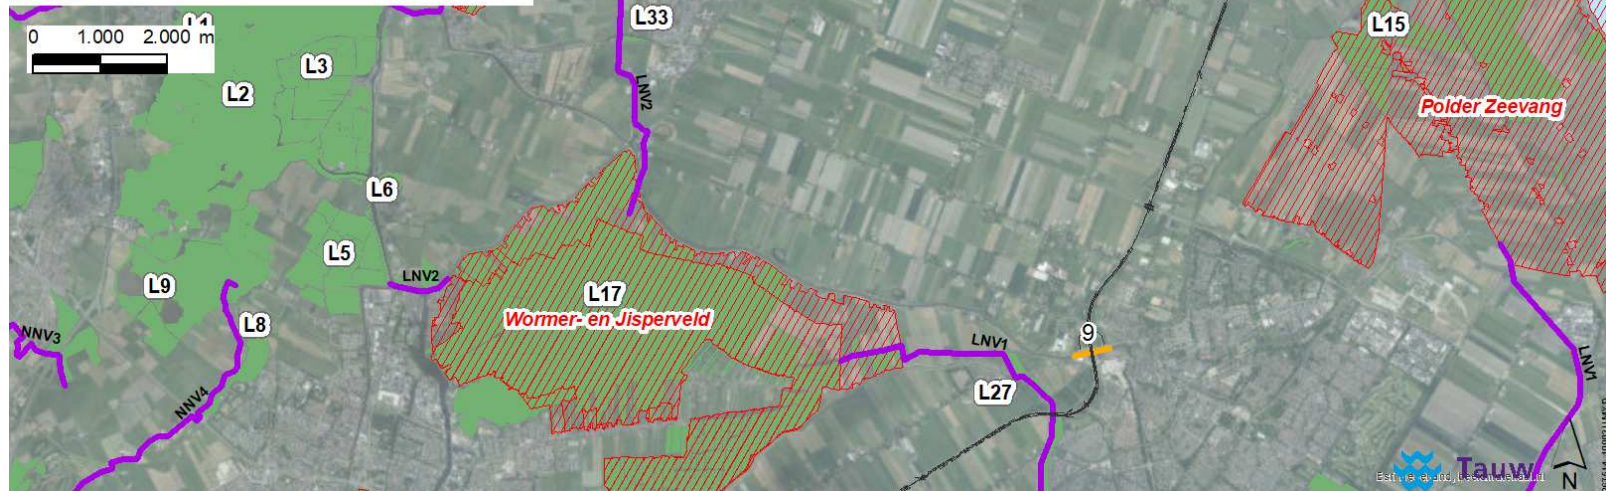 L1
0 1.000 2.000 m
L33
L15
L3
L2
LNV2
Polder Zeevang
L6
L5
LNV2
L9
L17
Wormer- en Jisperveld
L8
NNV3
LNV1
9
LNV1
L27
NNV4
Tauw
N